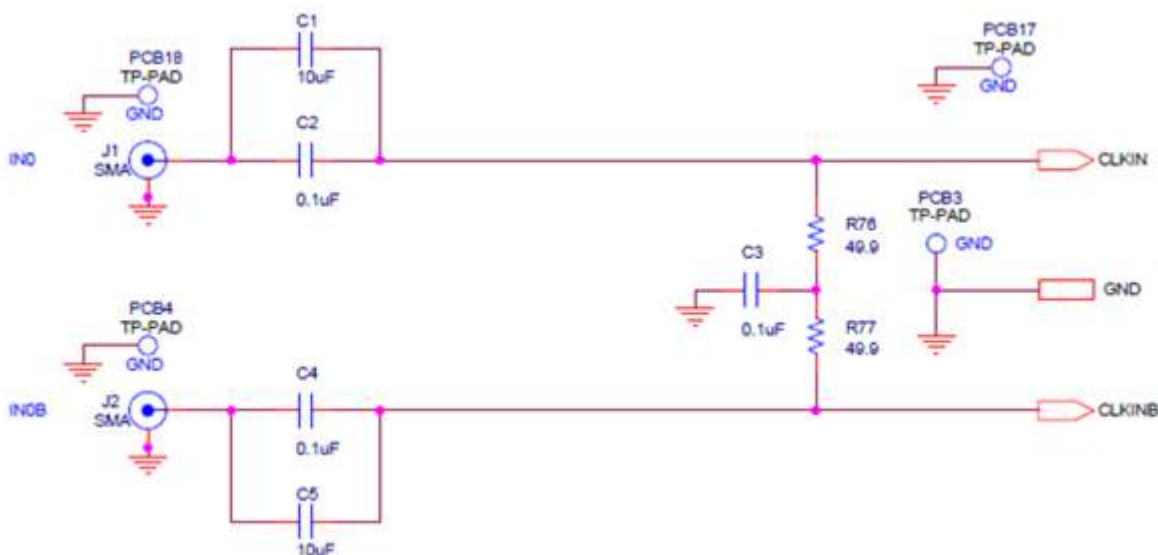 C1
10uF
PCB18
TP-PAD
GND
PCB17
TP-PAD
GND
C2
0.1uF
IN0
J1
SMA
CLKIN
R76
49.9
PCB3
TP-PAD
GND
C3
0.1uF
GND
R77
49.9
PCB4
TP-PAD
GND
C4
0.1uF
IN0B
J2
SMA
CLKINB
C5
10uF